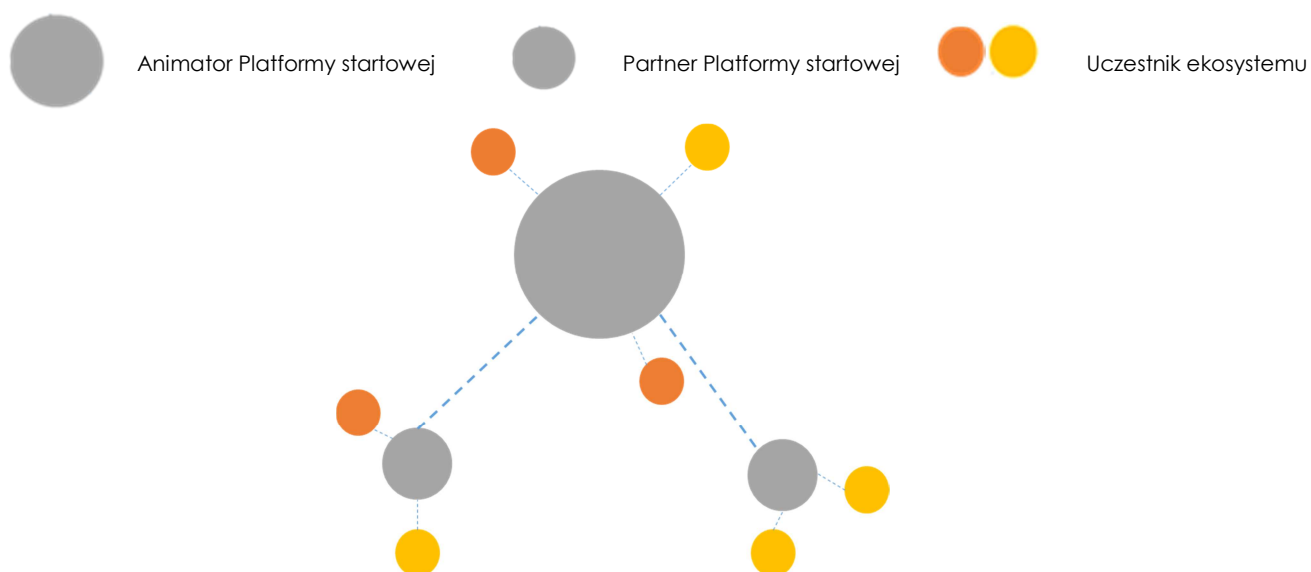 Animator Platformy startowej
Partner Platformy startowej
Uczestnik ekosystemu